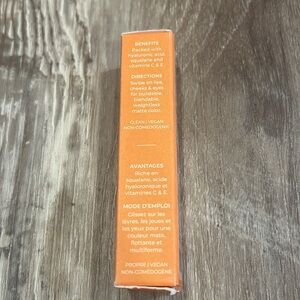 BENEFITS
Packed with
hyaluronic acid,
squalane and
vitamins C & E.
DIRECTIONS
Swipe on lips,
cheeks & eyes
for buildable,
blendable,
weightless
matte color.
CLEAN | VEGAN
NON-COMEDOGENIC
AVANTAGES
Riche en
squalane, acide
hyaluronique et
vitamines C & E.
MODE D'EMPLOI
Glissez sur les
lèvres, les joues et
les yeux pour une
couleur mate,
flottante et
multiforme.
PROPRE | VEGAN
NON-COMÉDOGÈNE